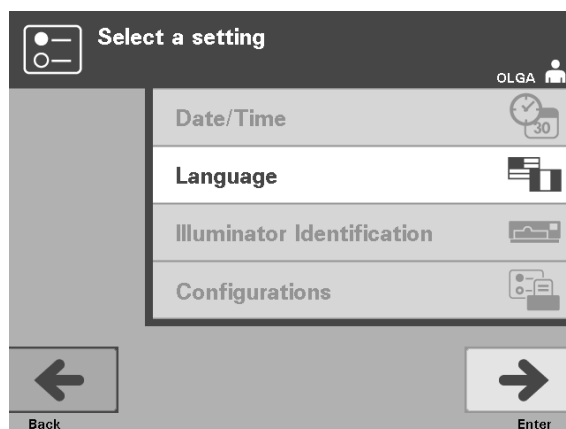 Select a setting
OLGA
Date/Time
30
Language
Illuminator Identification
Configurations
Back
Enter